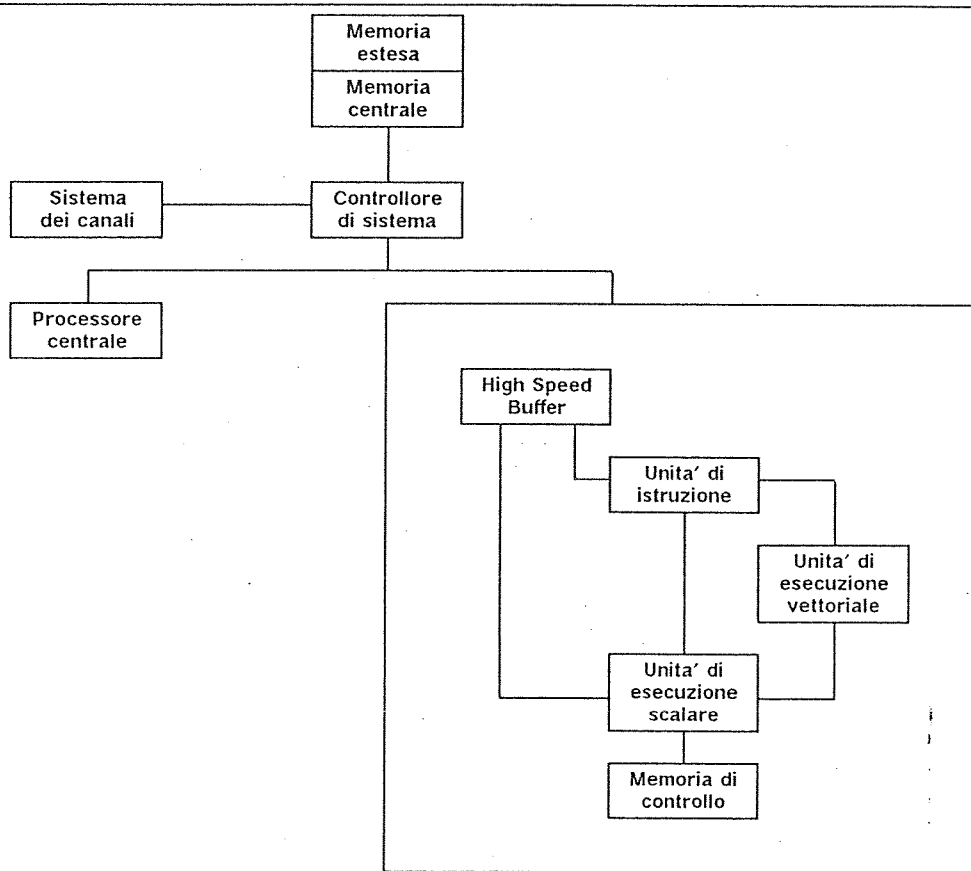 Memoria
estesa
Memoria
centrale
Sistema
dei canali
Controllore
di sistema
Processore
centrale
High Speed
Buffer
Unita' di
istruzione
Unita' di
esecuzione
vettoriale
Unita' di
esecuzione
scalare
Memoria di
controllo